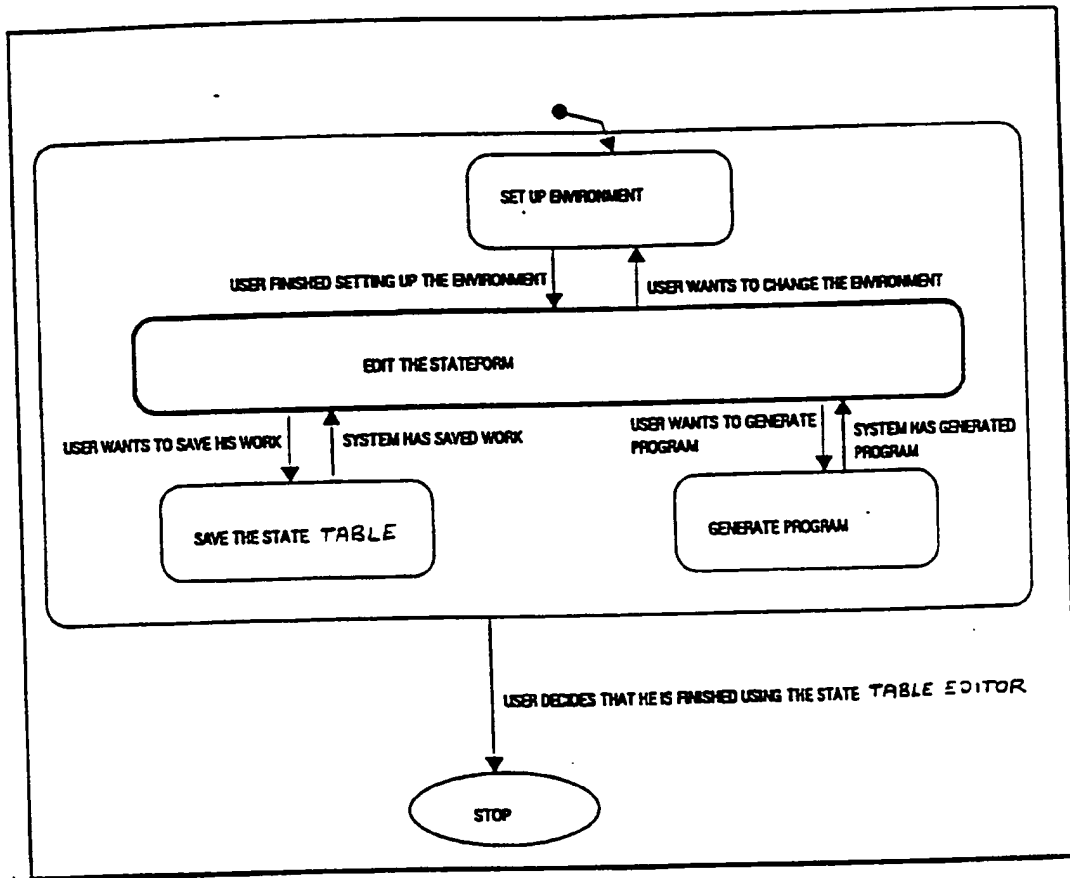 SET UP ENVIRONMENT
USER FINISHED SETTING UP THE ENVIRONMENT
USER WANTS TO CHANGE THE ENVIRONMENT
EDIT THE STATEFORM
USER WANTS TO SAVE HIS WORK
SYSTEM HAS SAVED WORK
USER WANTS TO GENERATE
PROGRAM
SYSTEM HAS GENERATED
PROGRAM
SAVE THE STATE TABLE
GENERATE PROGRAM
USER DECIDES THAT HE IS FINISHED USING THE STATE TABLE EDITOR
STOP